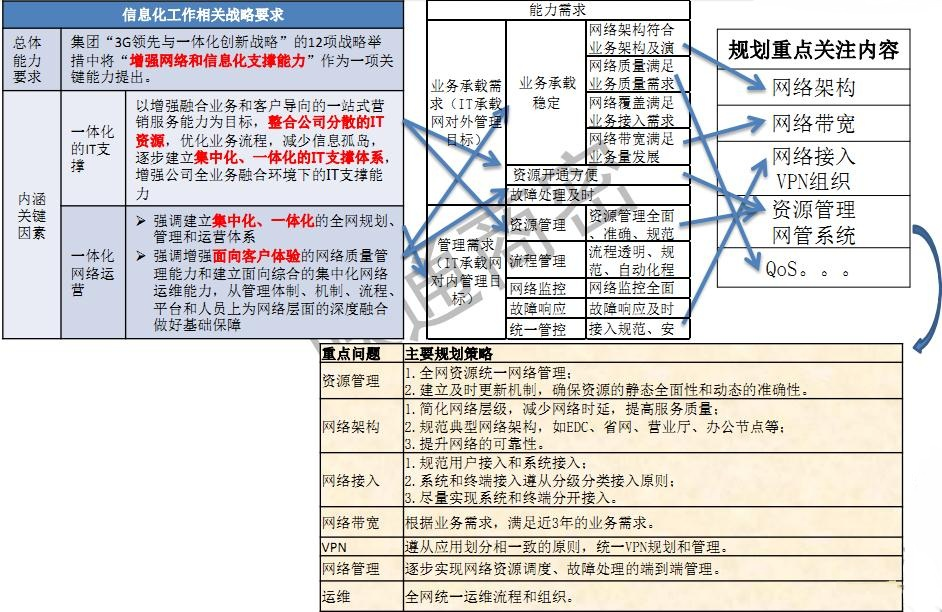 信息化工作相关战略要求
总体
能力
要求
集团“3G领先与一体化创新战略”的12项战略举
措中将“增强网络和信息化支撑能力”作为一项关
键能力提出。
内涵
关键
因素
一体化
的IT支
撑
以增强融合业务和客户导向的一站式营
销服务能力为目标，整合公司分散的IT
资源，优化业务流程，减少信息孤岛，
逐步建立集中化、一体化的IT支撑体系，
增强公司全业务融合环境下的IT支撑能
力
一体化
网络运
营
➢ 强调建立集中化、一体化的全网规划、
管理和运营体系
➢ 强调增强面向客户体验的网络质量管
理能力和建立面向综合的集中化网络
运维能力，从管理体制、机制、流程、
平台和人员上为网络层面的深度融合
做好基础保障
能力需求
业务承载需
求（IT承载
网对外管理
目标）
业务承载
稳定
网络架构符合
业务架构及演
网络质量满足
业务质量需求
网络覆盖满足
业务接入需求
网络带宽满足
业务量发展
资源开通方便
故障处理及时
管理需求
（IT承载网
对内管理目
标）
资源管理
资源管理全面
、准确、规范
流程管理
流程透明、规
范、自动化程
网络监控
网络监控全面
故障响应
故障响应及时
统一管控
接入规范、安
规划重点关注内容
网络架构
网络带宽
网络接入
VPN组织
资源管理
网管系统
QoS。。。
重点问题 主要规划策略
资源管理
1.全网资源统一网络管理；
2.建立及时更新机制，确保资源的静态全面性和动态的准确性。
网络架构
1.简化网络层级，减少网络时延，提高服务质量；
2.规范典型网络架构，如EDC、省网、营业厅、办公节点等；
3.提升网络的可靠性。
网络接入
1.规范用户接入和系统接入；
2.系统和终端接入遵从分级分类接入原则；
3.尽量实现系统和终端分开接入。
网络带宽 根据业务需求，满足近3年的业务需求。
VPN 遵从应用划分相一致的原则，统一VPN规划和管理。
网络管理 逐步实现网络资源调度、故障处理的端到端管理。
运维 全网统一运维流程和组织。
通商密